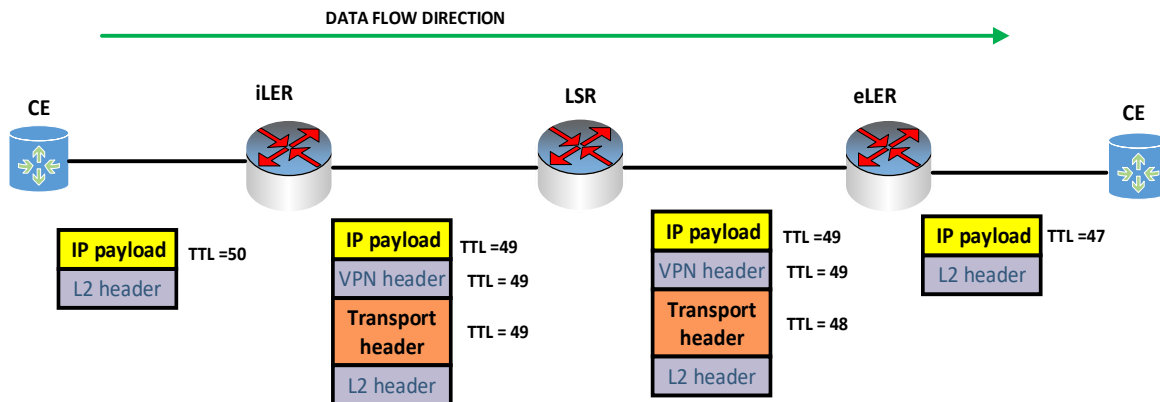 DATA FLOW DIRECTION
CE
iLER
LSR
eLER
CE
IP payload
TTL =50
L2 header
IP payload
TTL =49
VPN header
TTL = 49
Transport
header
TTL = 49
L2 header
IP payload
TTL =49
VPN header
TTL = 49
Transport
header
TTL = 48
L2 header
IP payload
TTL =47
L2 header